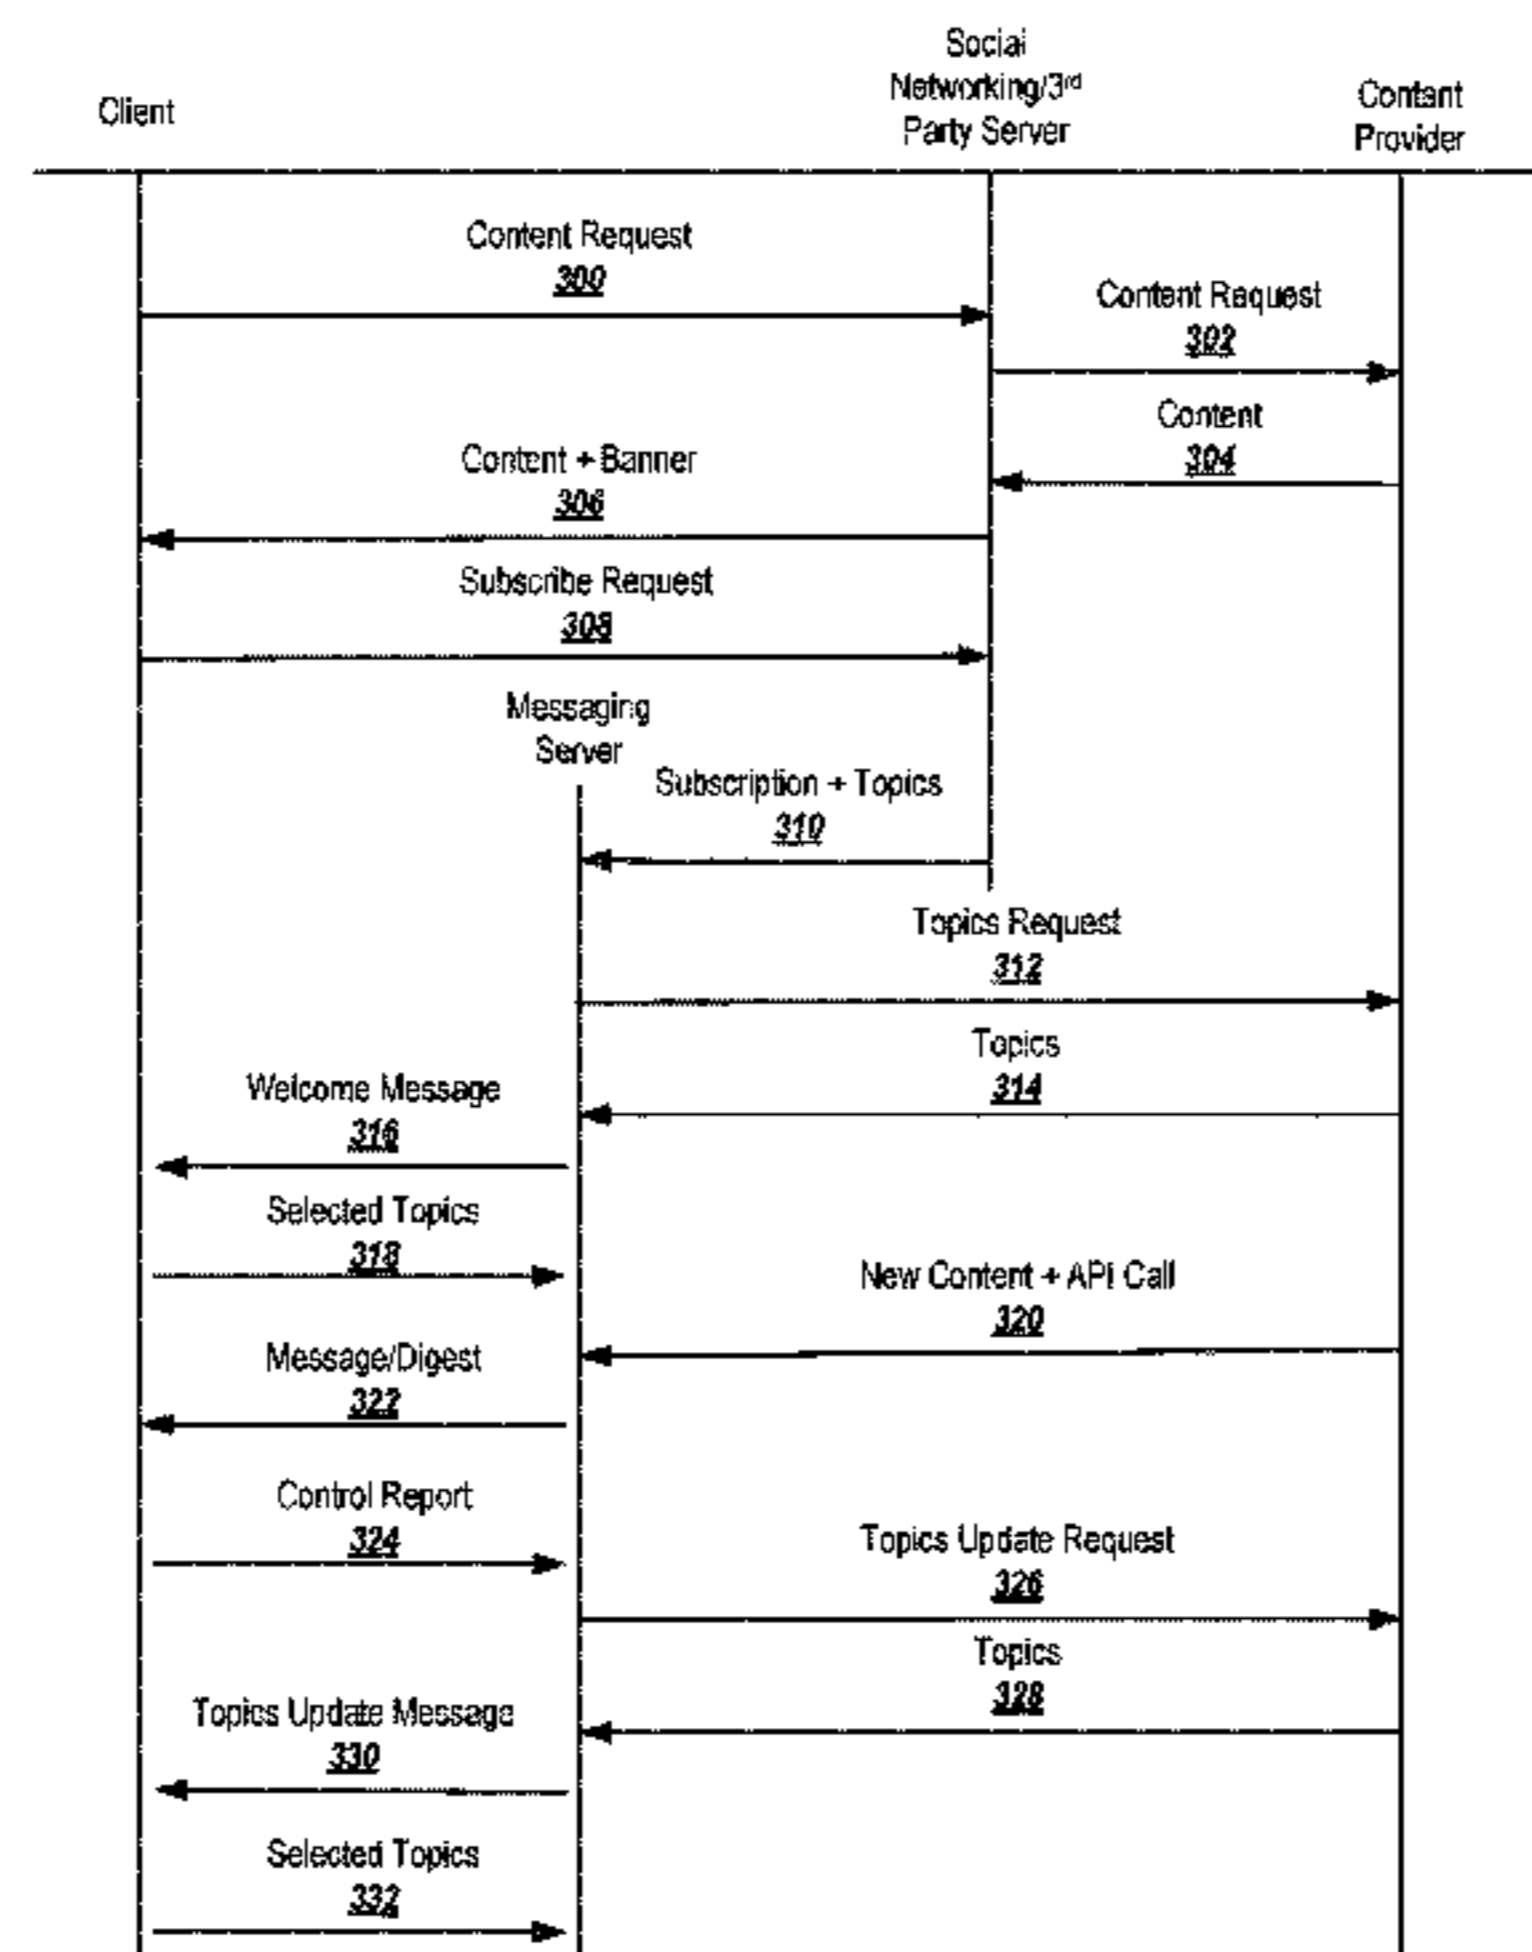 Client
Social
Networking/3rd
Party Server
Content
Provider
Content Request
300
Content Request
302
Content
304
Content + Banner
306
Subscribe Request
308
Messaging
Server
Subscription + Topics
310
Topics Request
312
Topics
314
Welcome Message
316
Selected Topics
318
New Content + API Call
320
Message/Digest
322
Control Report
324
Topics Update Request
326
Topics
328
Topics Update Message
330
Selected Topics
332